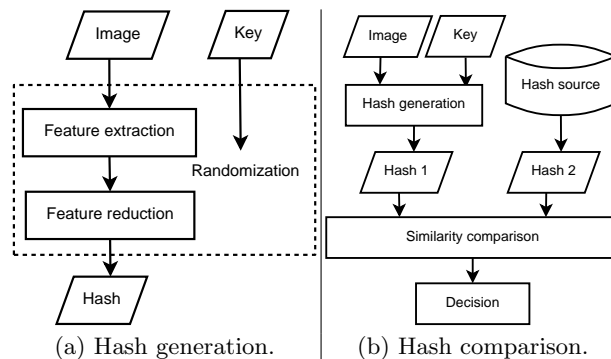 Image
Key
Feature extraction
Randomization
Feature reduction
Hash
(a) Hash generation.
Image
Key
Hash generation
Hash source
Hash 1
Hash 2
Similarity comparison
Decision
(b) Hash comparison.